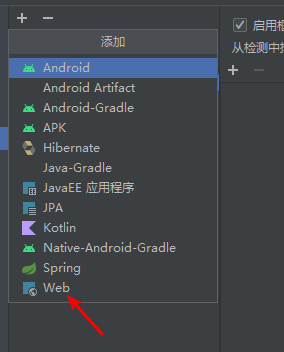 添加
Android
Android Artifact
Android-Gradle
APK
Hibernate
Java-Gradle
JavaEE 应用程序
JPA
Kotlin
Native-Android-Gradle
Spring
Web
启用
从检测中